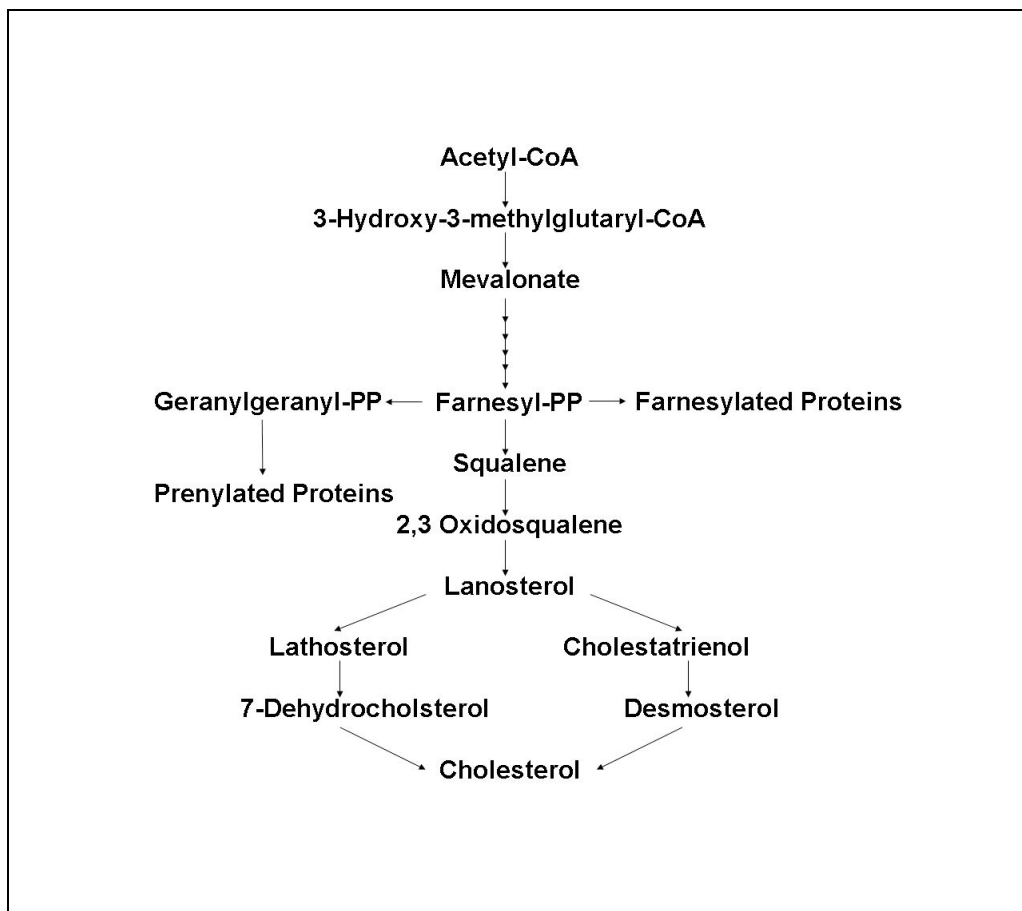 Acetyl-CoA
3-Hydroxy-3-methylglutaryl-CoA
Mevalonate
Geranylgeranyl-PP Farnesyl-PP Farnesylated Proteins
Squalene
Prenylated Proteins
2,3 Oxidosqualene
Lanosterol
Lathosterol Cholestatrienol
7-Dehydrocholsterol Desmosterol
Cholesterol